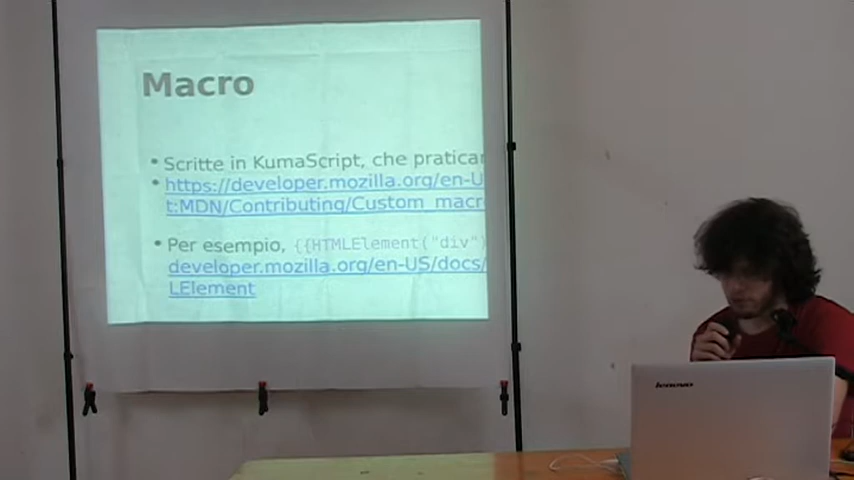 Macro
• Scritte in KumaScript, che
• https://developer.mozilla.org/en-U
t:MDN/Contributing/Custom_macr
• Per esempio, {{HTMLElement("div")
developer.mozilla.org/en-US/docs/
LElement
lenovo